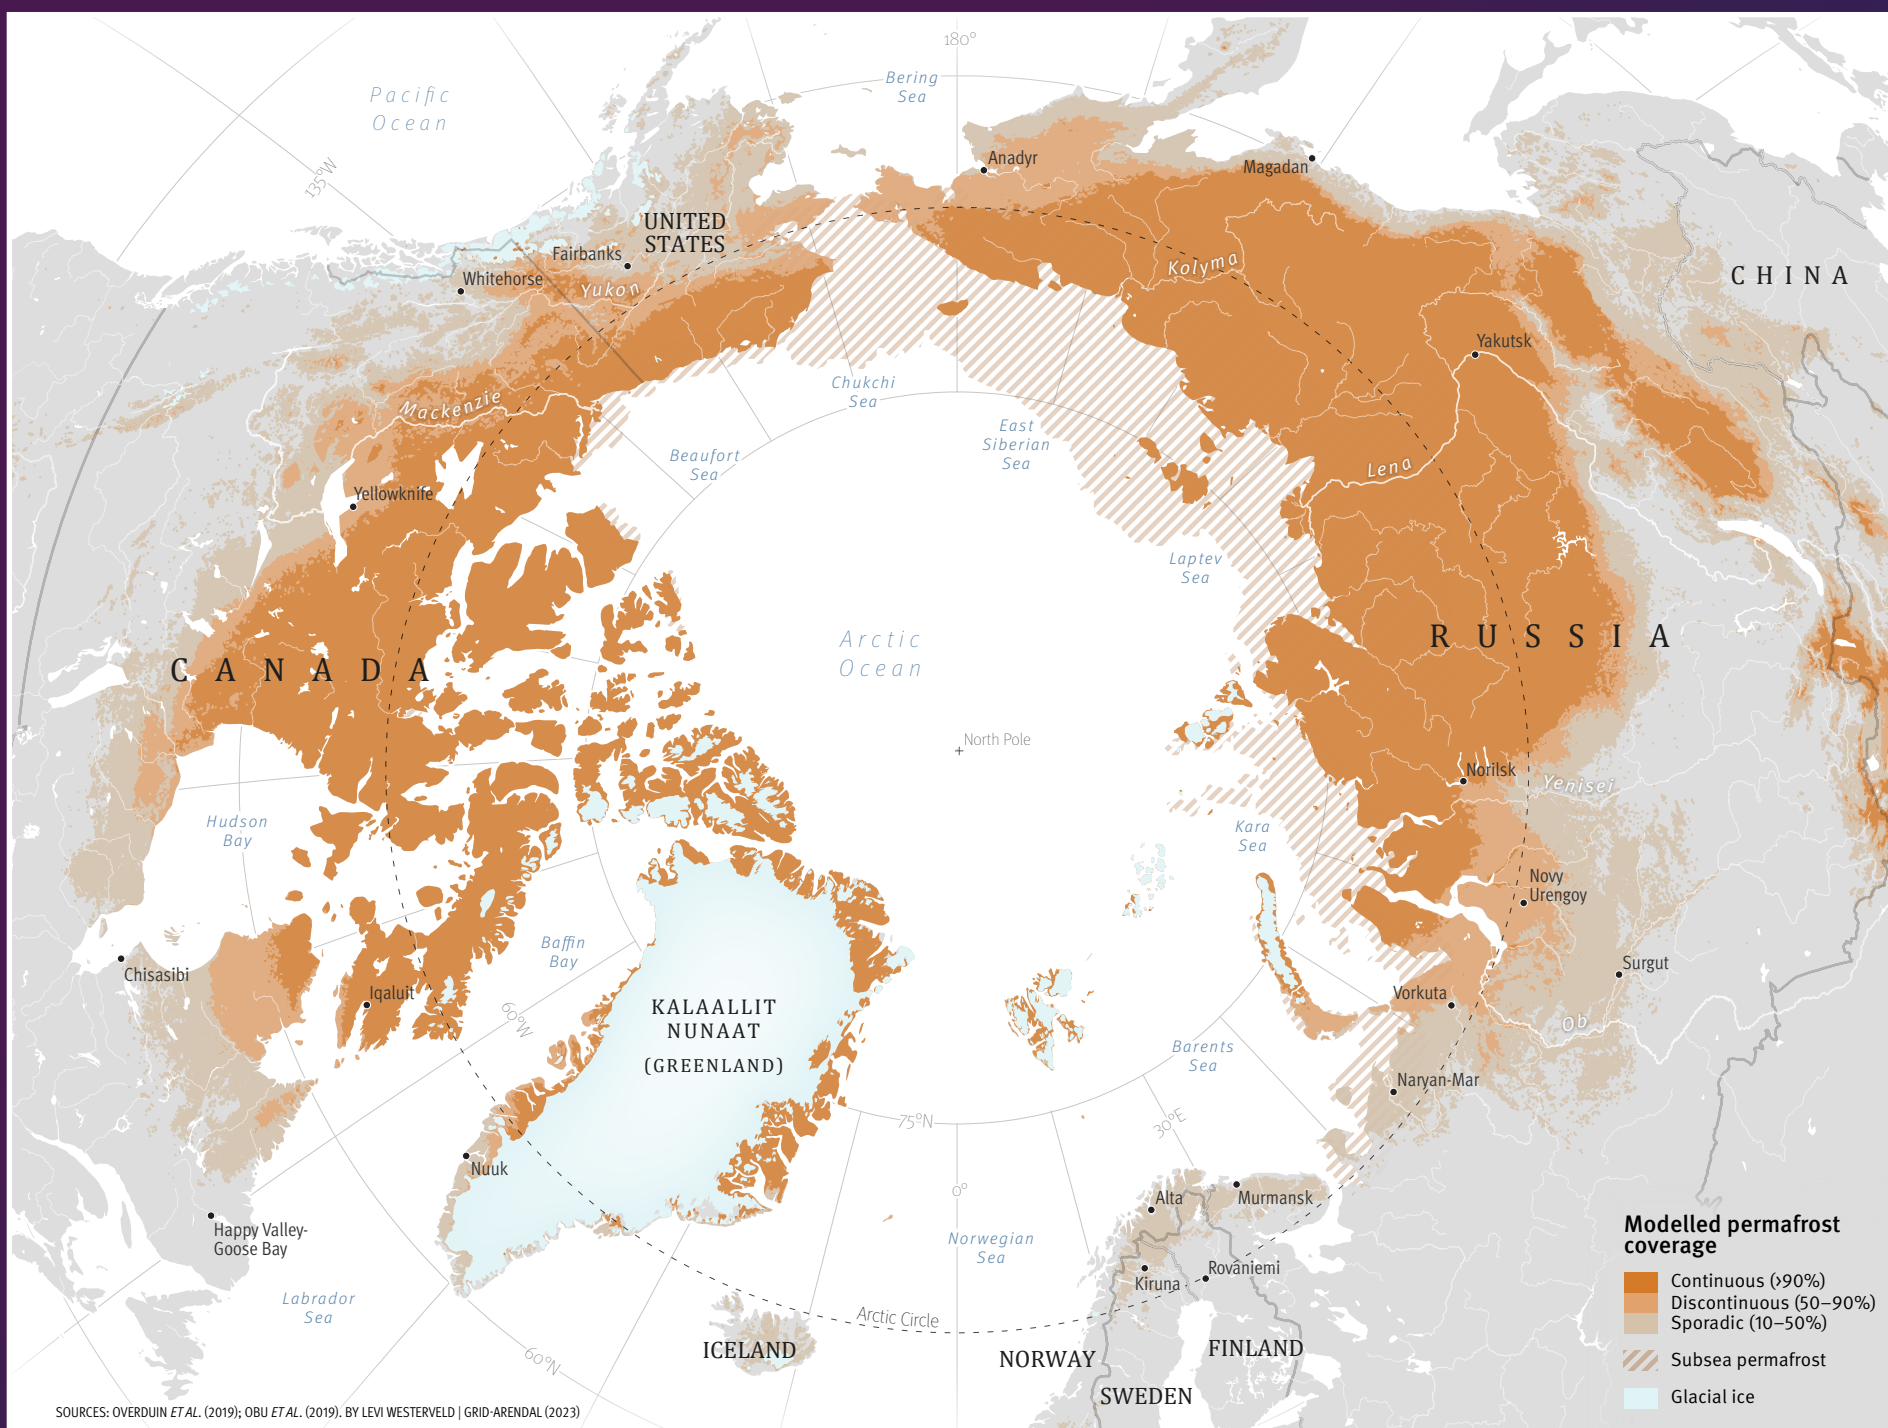 180°
Bering
Sea
Pacific
Ocean
135°W
Anadyr
Magadan
UNITED
STATES
Fairbanks
Whitehorse
Yukon
Kolyma
CHINA
Yakutsk
Chukchi
Sea
Mackenzie
East
Siberian
Sea
Beaufort
Sea
Lena
Yellowknife
Laptev
Sea
Arctic
Ocean
RUSSIA
CANADA
North Pole
Norilsk
Yenisei
Hudson
Bay
Kara
Sea
Novy
Urengoy
Baffin
Bay
Chisasibi
Iqaluit
Surgut
Vorkuta
60°W
KALAALLIT
NUNAAT
(GREENLAND)
Ob
Barents
Sea
Naryan-Mar
75°N
30°E
Nuuk
0°
Alta
Murmansk
Happy Valley-
Goose Bay
Norwegian
Sea
Kiruna
Rovaniemi
Labrador
Sea
Arctic Circle
ICELAND
60°N
NORWAY
FINLAND
SWEDEN
Modelled permafrost
coverage
Continuous (>90%)
Discontinuous (50–90%)
Sporadic (10–50%)
Subsea permafrost
Glacial ice
SOURCES: OVERDUIN ET AL. (2019); OBU ET AL. (2019). BY LEVI WESTERVELD | GRID-ARENDAL (2023)